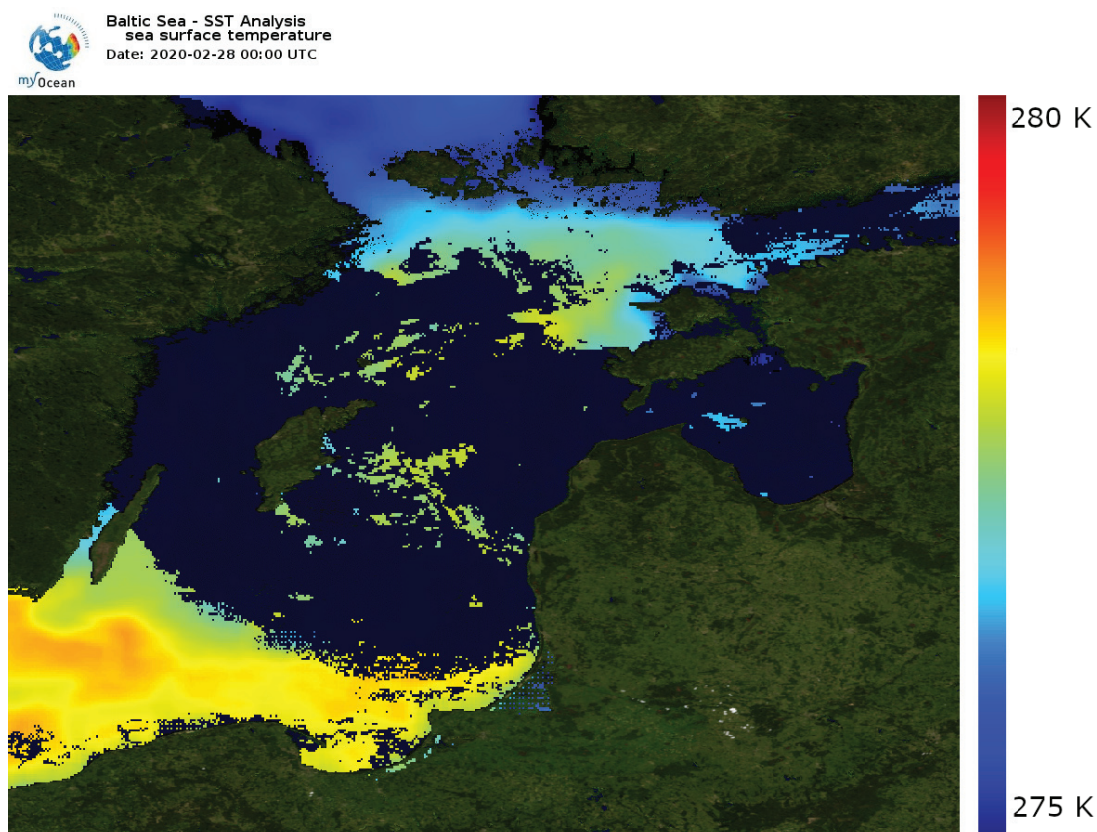 Baltic Sea - SST Analysis
sea surface temperature
Date: 2020-02-28 00:00 UTC
myOcean
280 K
275 K